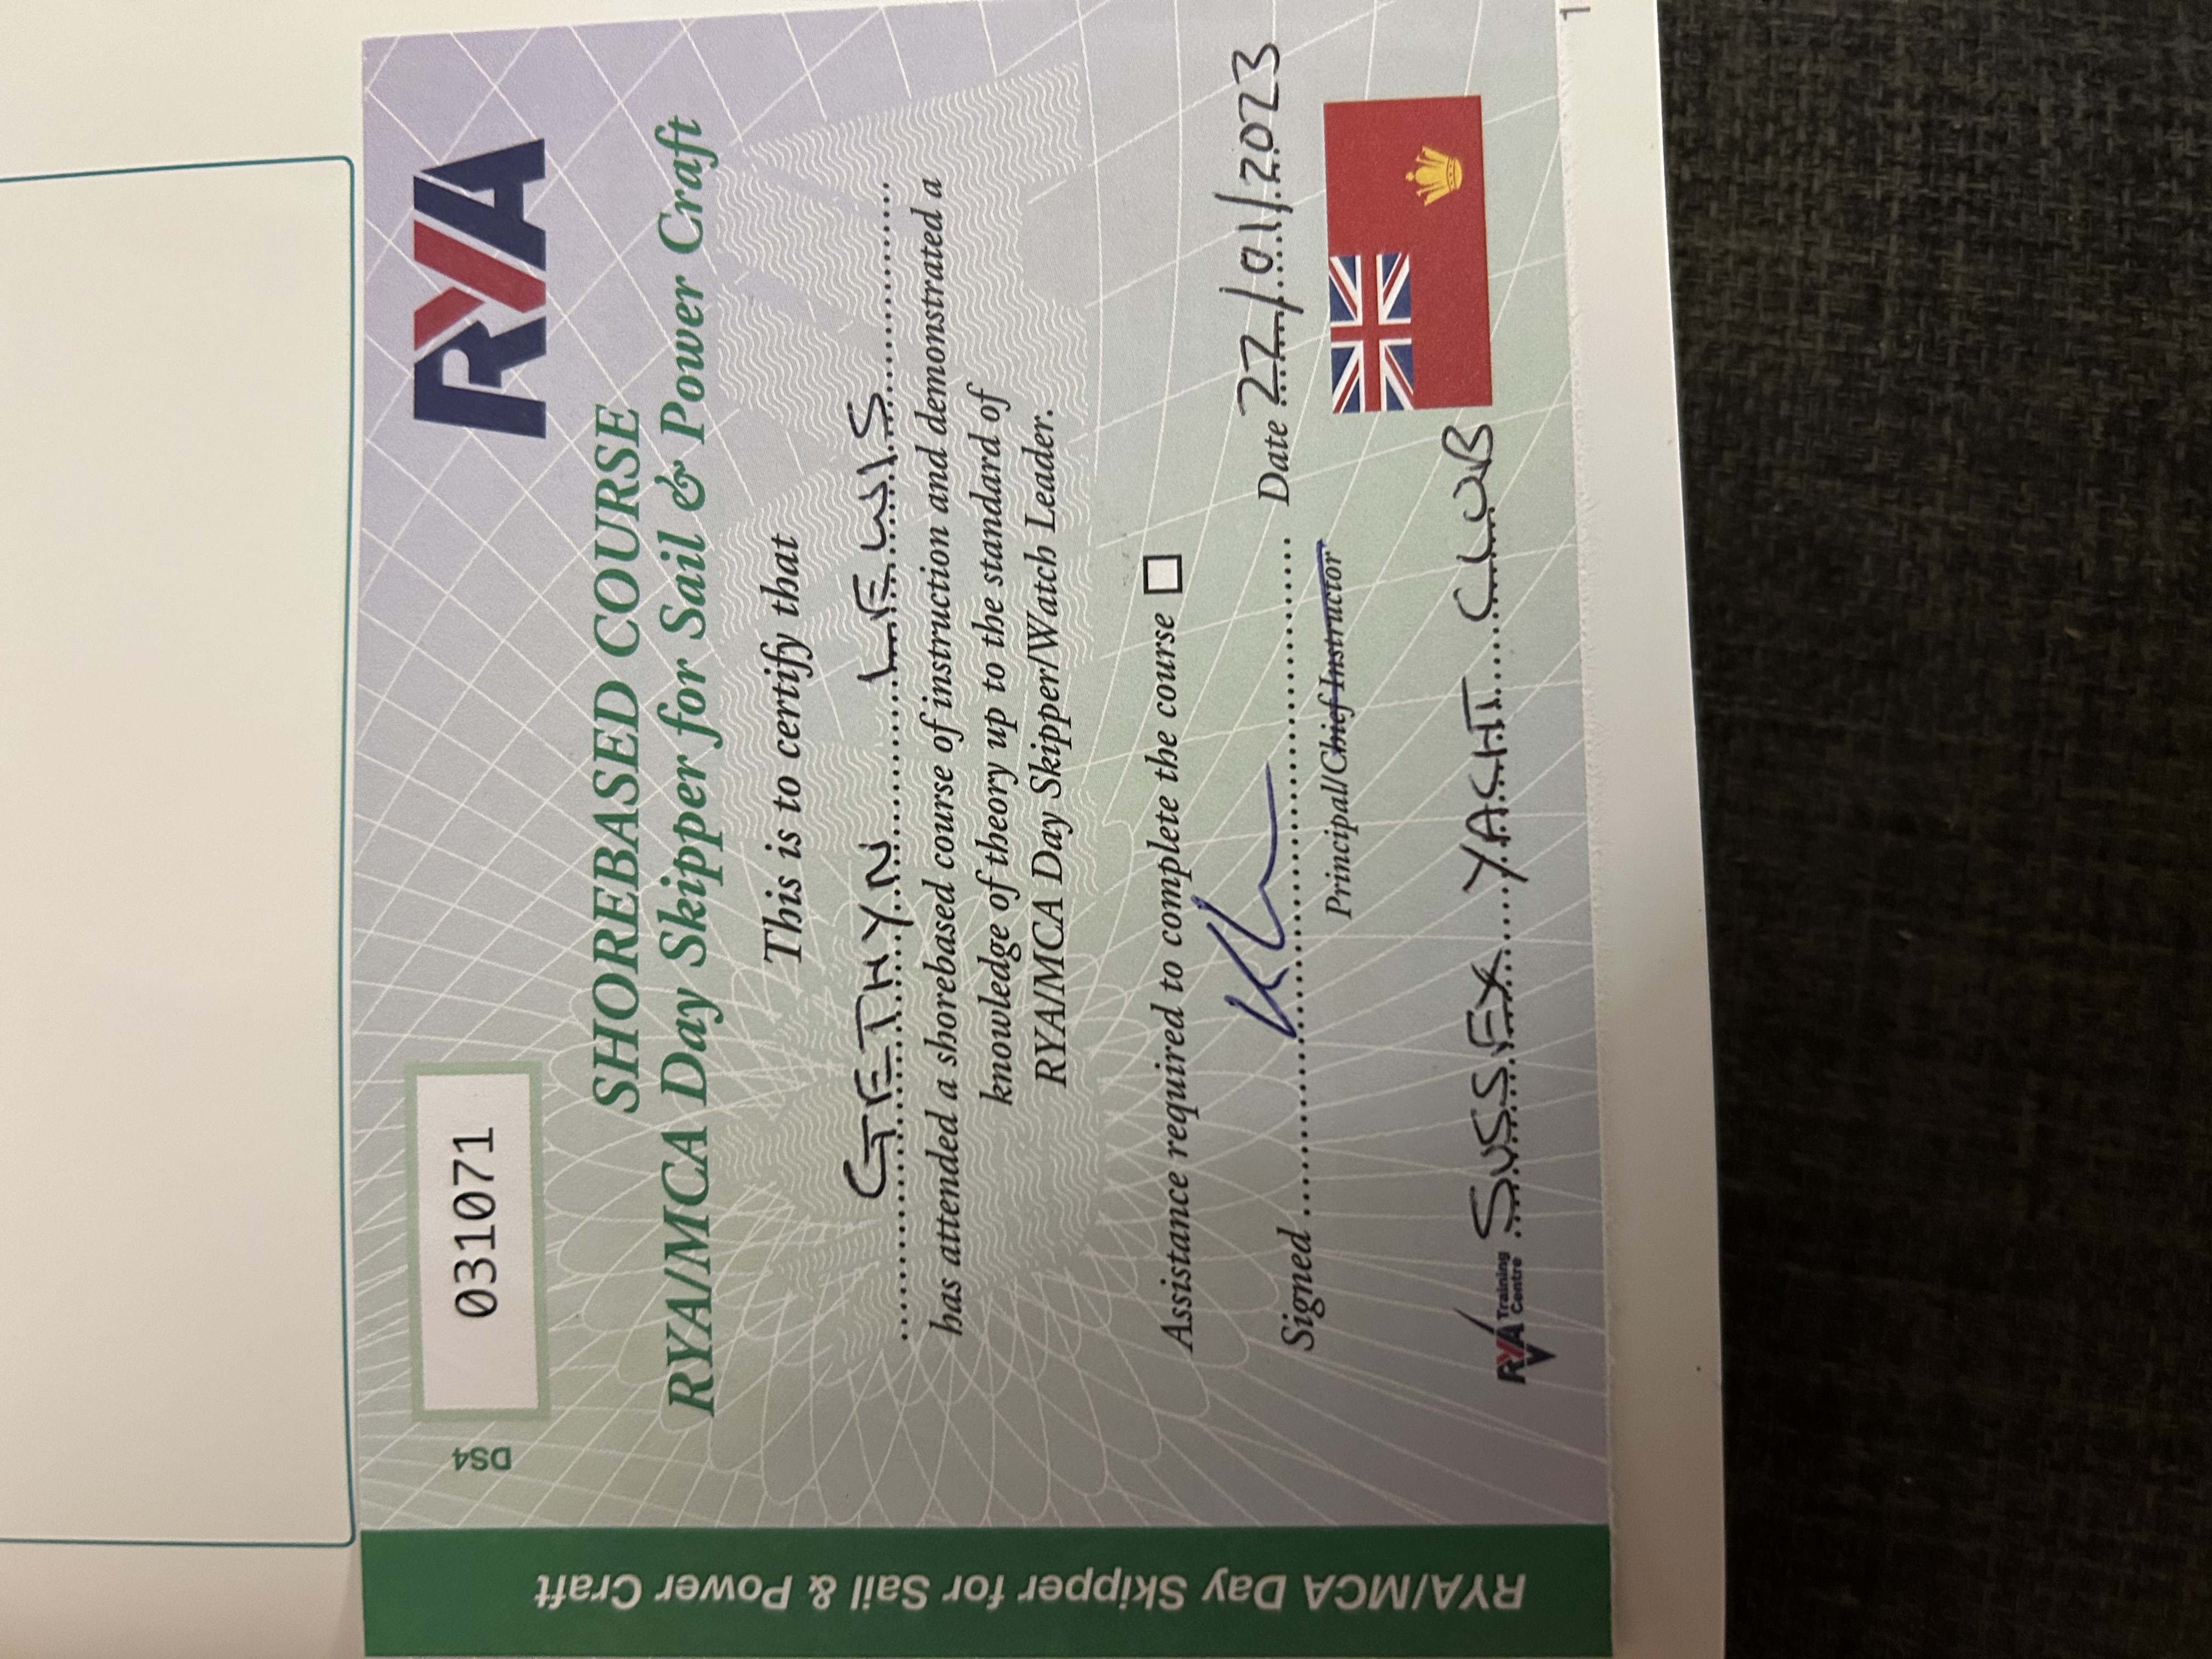 031071
DS4
RYA
SHOREBASED COURSE
RYA/MCA Day Skipper for Sail & Power Craft
This is to certify that
GETHYN LEWIS
has attended a shorebased course of instruction and demonstrated a
knowledge of theory up to the standard of
RYA/MCA Day Skipper/Watch Leader.
Assistance required to complete the course
Signed Date 22/01/2023
Principal/Chief Instructor
RYA Training Centre SUSSEX YACHT CLUB
RYA/MCA Day Skipper for Sail & Power Craft
1